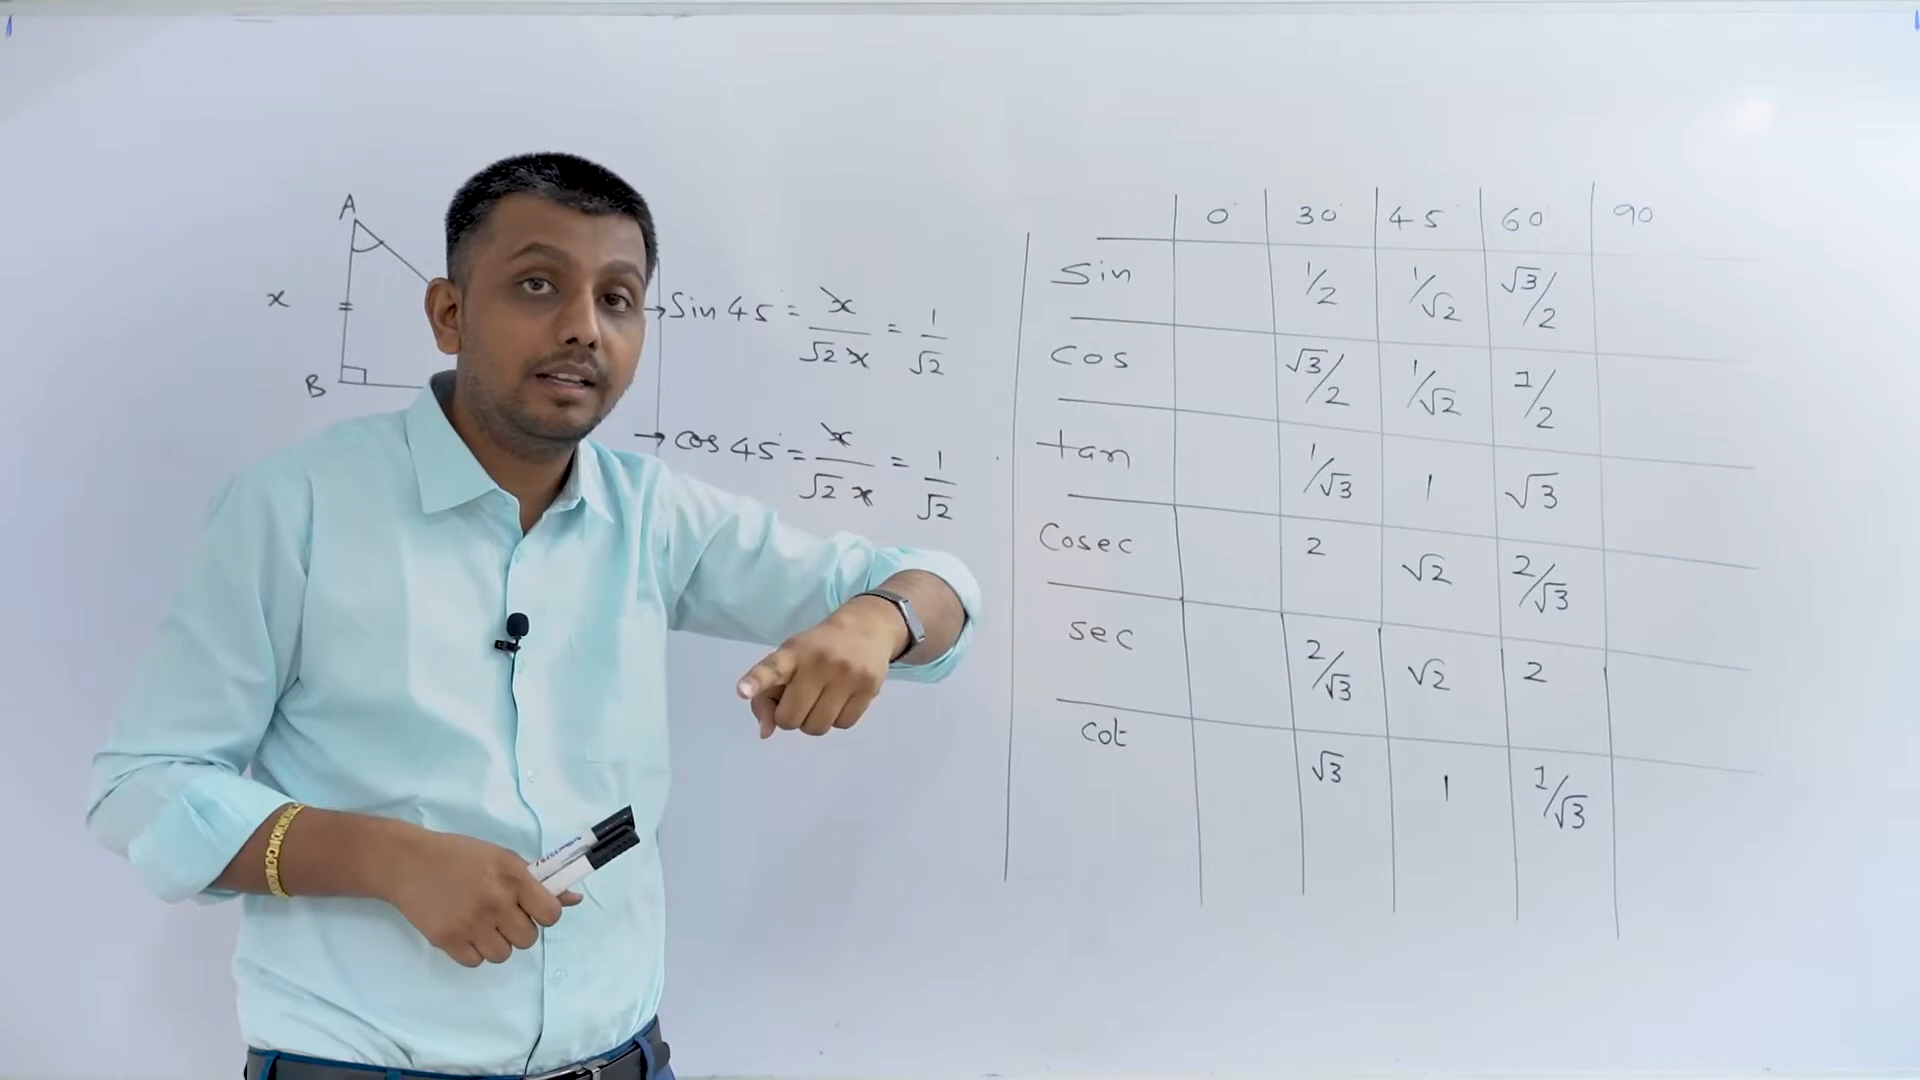 A
x
B
→Sin 45° = x/√2 x = 1/√2
→cos 45° = x/√2 x = 1/√2
0° 30° 45° 60° 90
Sin 1/2 1/√2 √3/2
cos √3/2 1/√2 1/2
tan 1/√3 1 √3
Cosec 2 √2 2/√3
sec 2/√3 √2 2
cot √3 1 1/√3